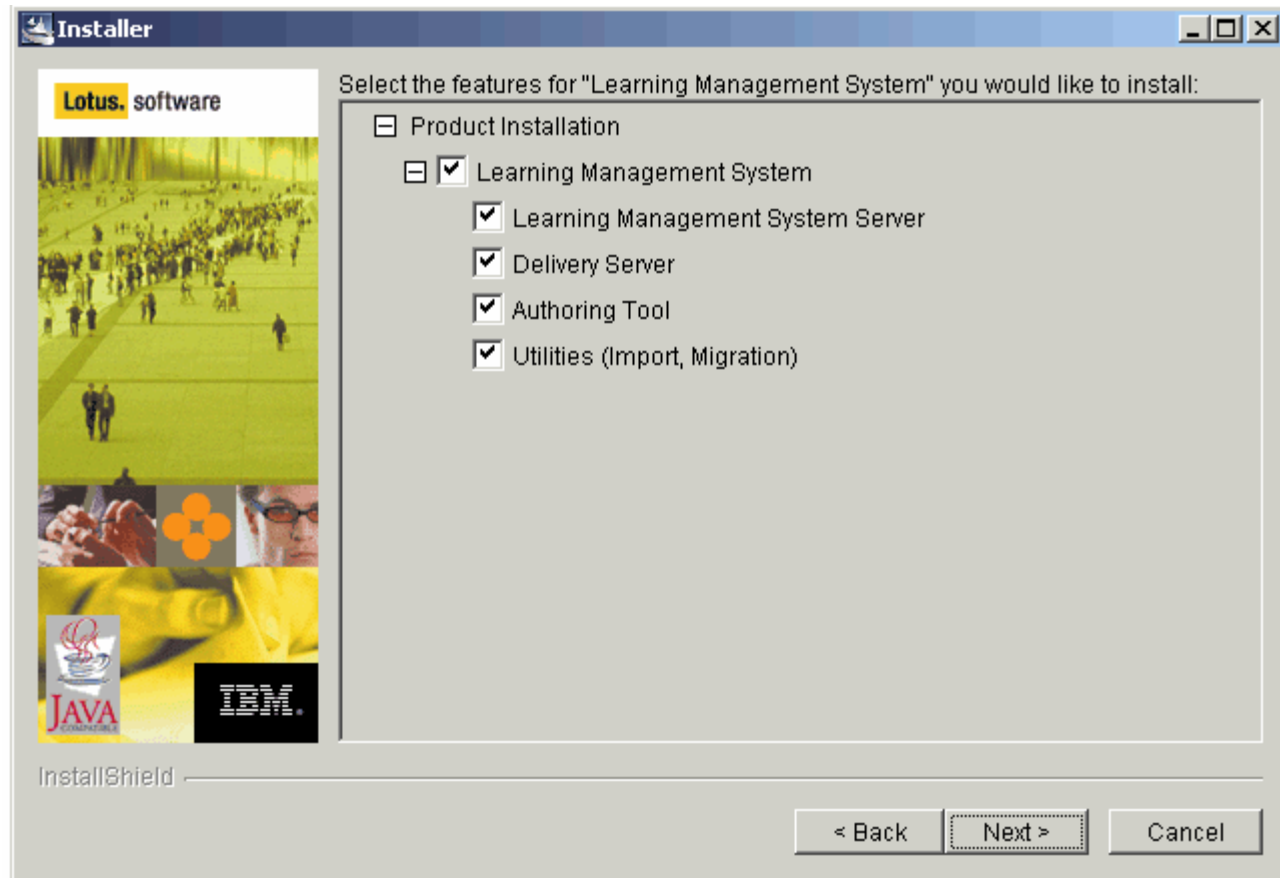 Installer
Lotus. software
Select the features for "Learning Management System" you would like to install:
Product Installation
Learning Management System
Learning Management System Server
Delivery Server
Authoring Tool
Utilities (Import, Migration)
JAVA
COMPATIBLE
IBM.
InstallShield
< Back
Next >
Cancel